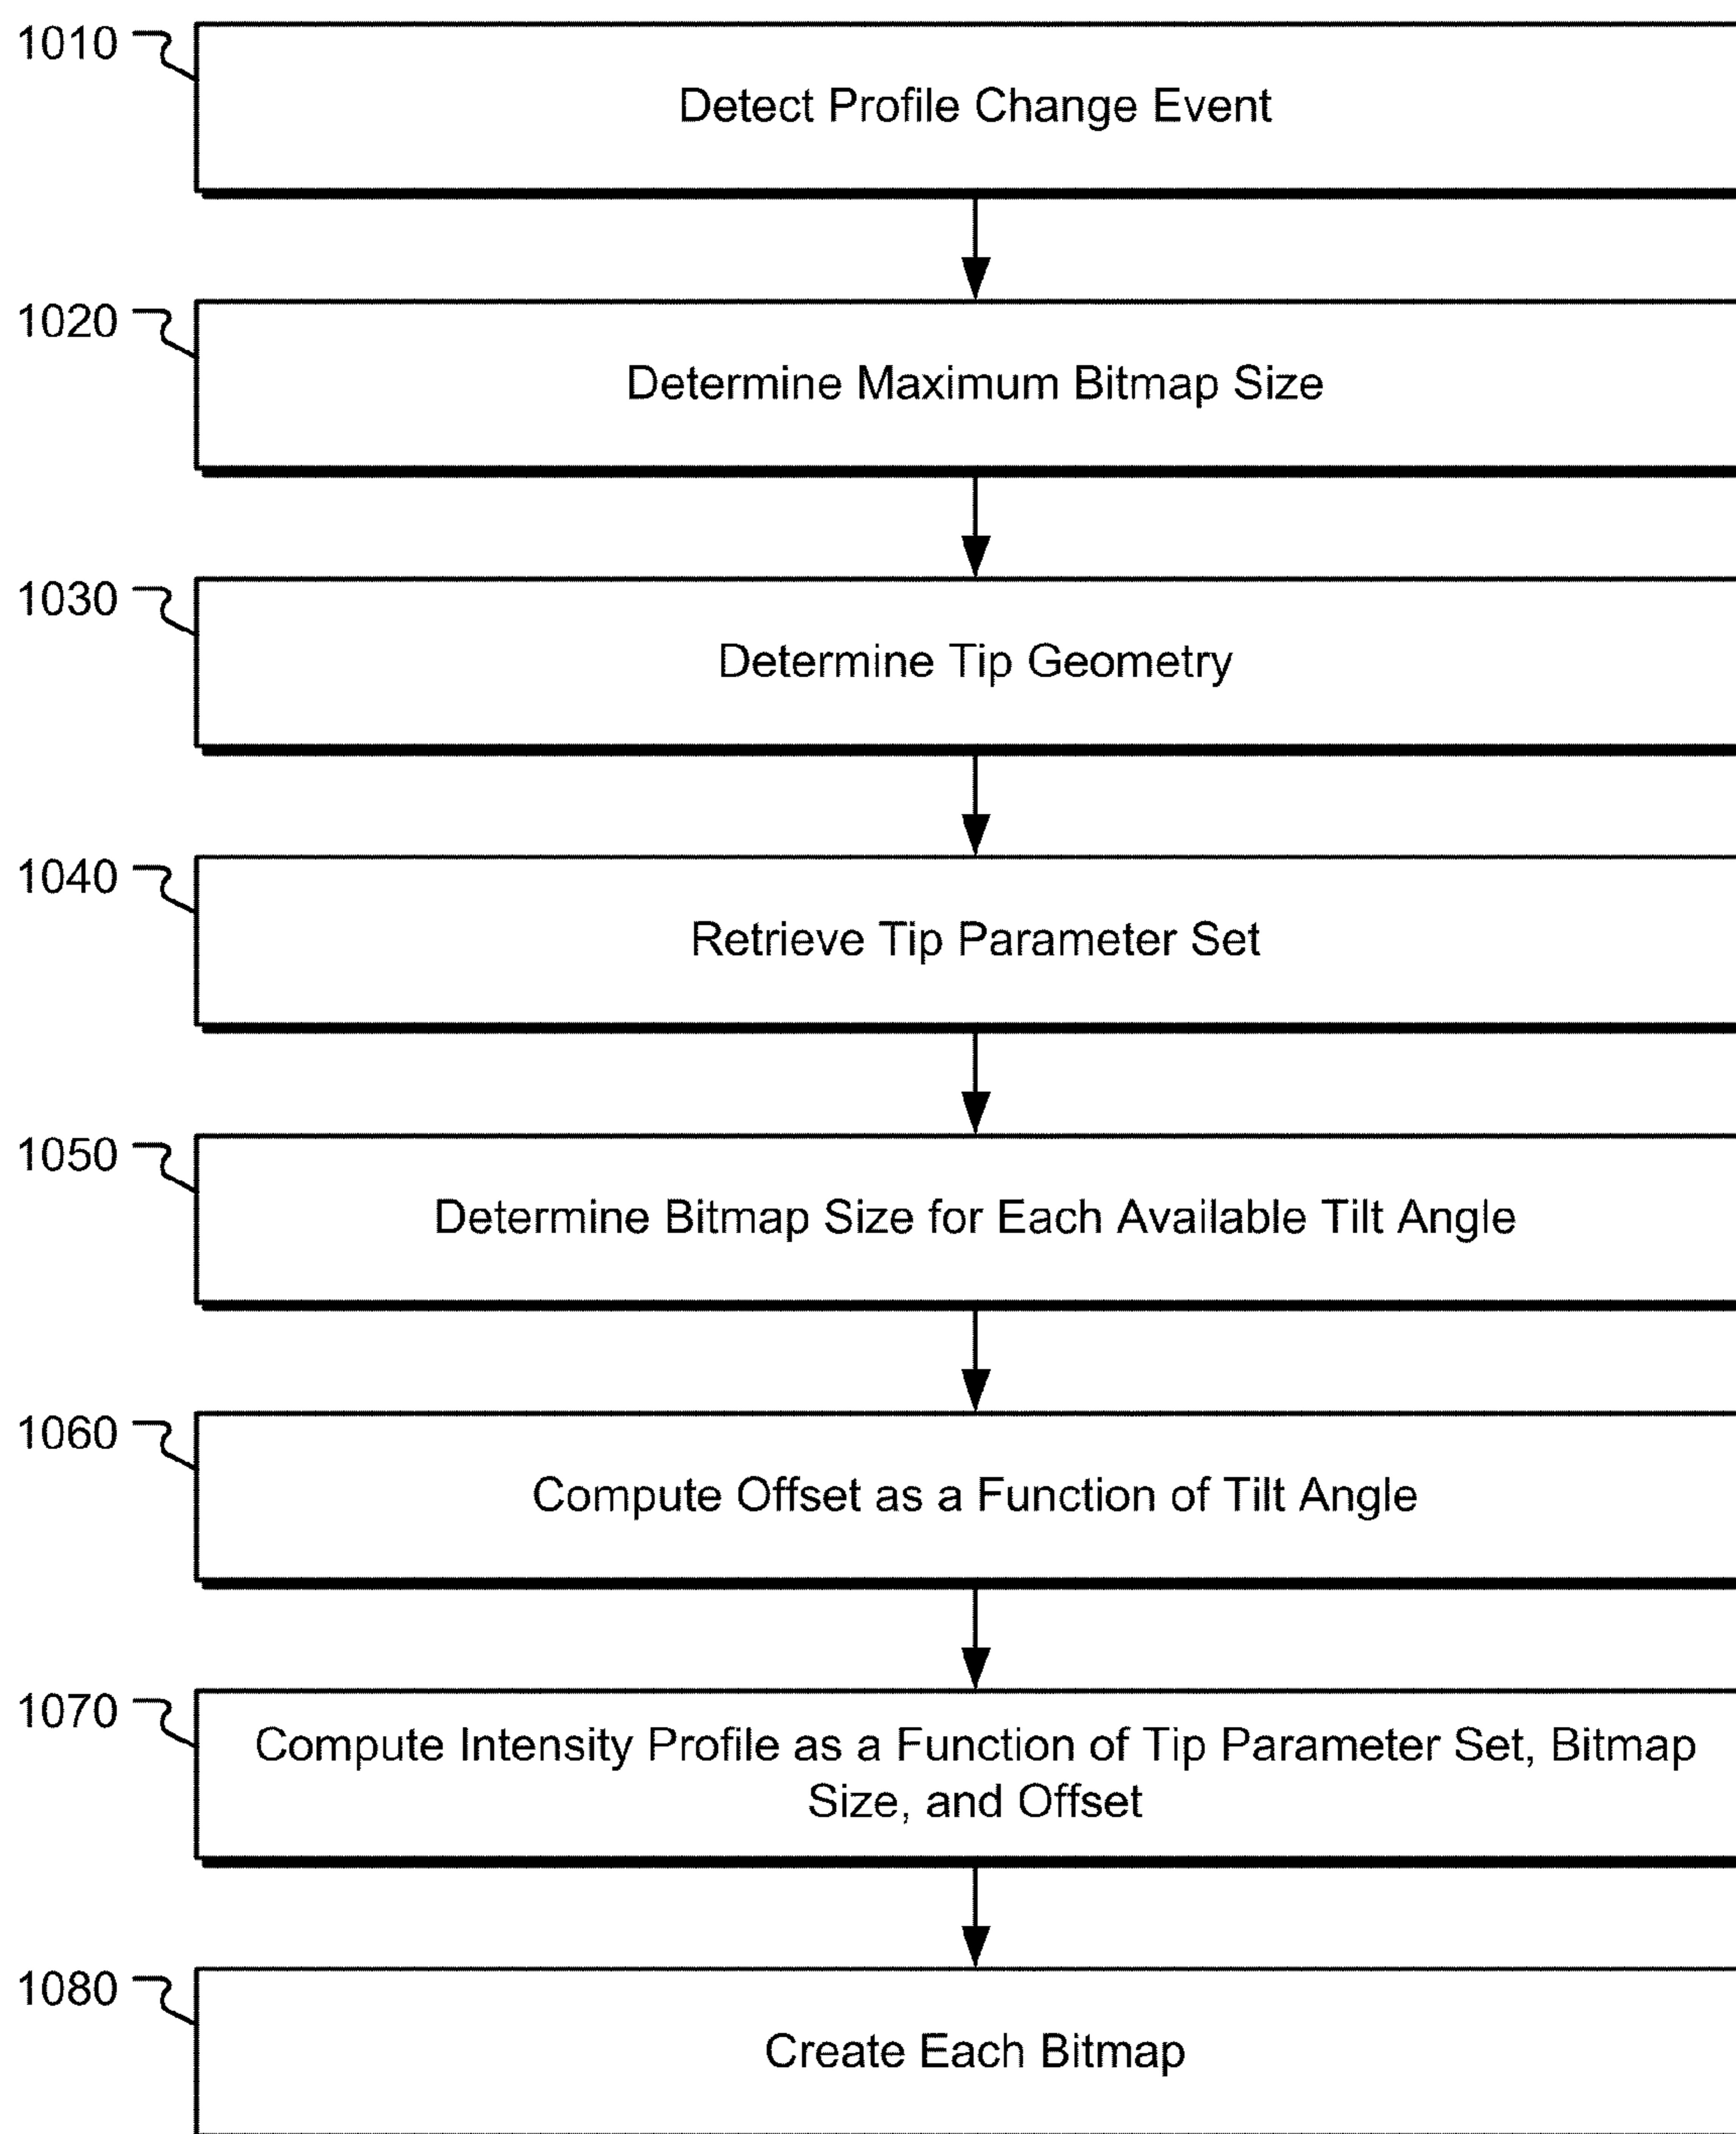 1010
Detect Profile Change Event
1020
Determine Maximum Bitmap Size
1030
Determine Tip Geometry
1040
Retrieve Tip Parameter Set
1050
Determine Bitmap Size for Each Available Tilt Angle
1060
Compute Offset as a Function of Tilt Angle
1070
Compute Intensity Profile as a Function of Tip Parameter Set, Bitmap
Size, and Offset
1080
Create Each Bitmap